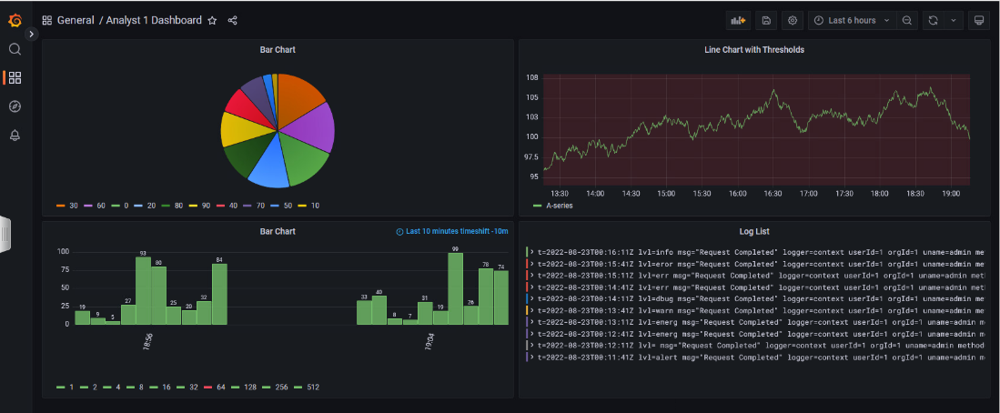 General / Analyst 1 Dashboard
Last 6 hours
Bar Chart
30 60 0 20 80 90 40 70 50 10
Line Chart with Thresholds
108
105
103
100
97.5
95
13:30 14:00 14:30 15:00 15:30 16:00 16:30 17:00 17:30 18:00 18:30 19:00
A-series
Bar Chart
Last 10 minutes timeshift -10m
100
75
50
25
0
19 9 5 27 93 80 25 20 32 84 33 40 8 7 31 19 99 26 78 74
18:56 19:04
1 2 4 8 16 32 64 128 256 512
Log List
t=2022-08-23T00:16:11Z lvl=info msg="Request Completed" logger=context userId=1 orgId=1 uname=admin me
t=2022-08-23T00:15:41Z lvl=eror msg="Request Completed" logger=context userId=1 orgId=1 uname=admin me
t=2022-08-23T00:15:11Z lvl=err msg="Request Completed" logger=context userId=1 orgId=1 uname=admin met
t=2022-08-23T00:14:41Z lvl=err msg="Request Completed" logger=context userId=1 orgId=1 uname=admin met
t=2022-08-23T00:14:11Z lvl=dbug msg="Request Completed" logger=context userId=1 orgId=1 uname=admin me
t=2022-08-23T00:13:41Z lvl=warn msg="Request Completed" logger=context userId=1 orgId=1 uname=admin me
t=2022-08-23T00:13:11Z lvl=emerg msg="Request Completed" logger=context userId=1 orgId=1 uname=admin m
t=2022-08-23T00:12:41Z lvl=emerg msg="Request Completed" logger=context userId=1 orgId=1 uname=admin m
t=2022-08-23T00:12:11Z lvl= msg="Request Completed" logger=context userId=1 orgId=1 uname=admin method
t=2022-08-23T00:11:41Z lvl=alert msg="Request Completed" logger=context userId=1 orgId=1 uname=admin m